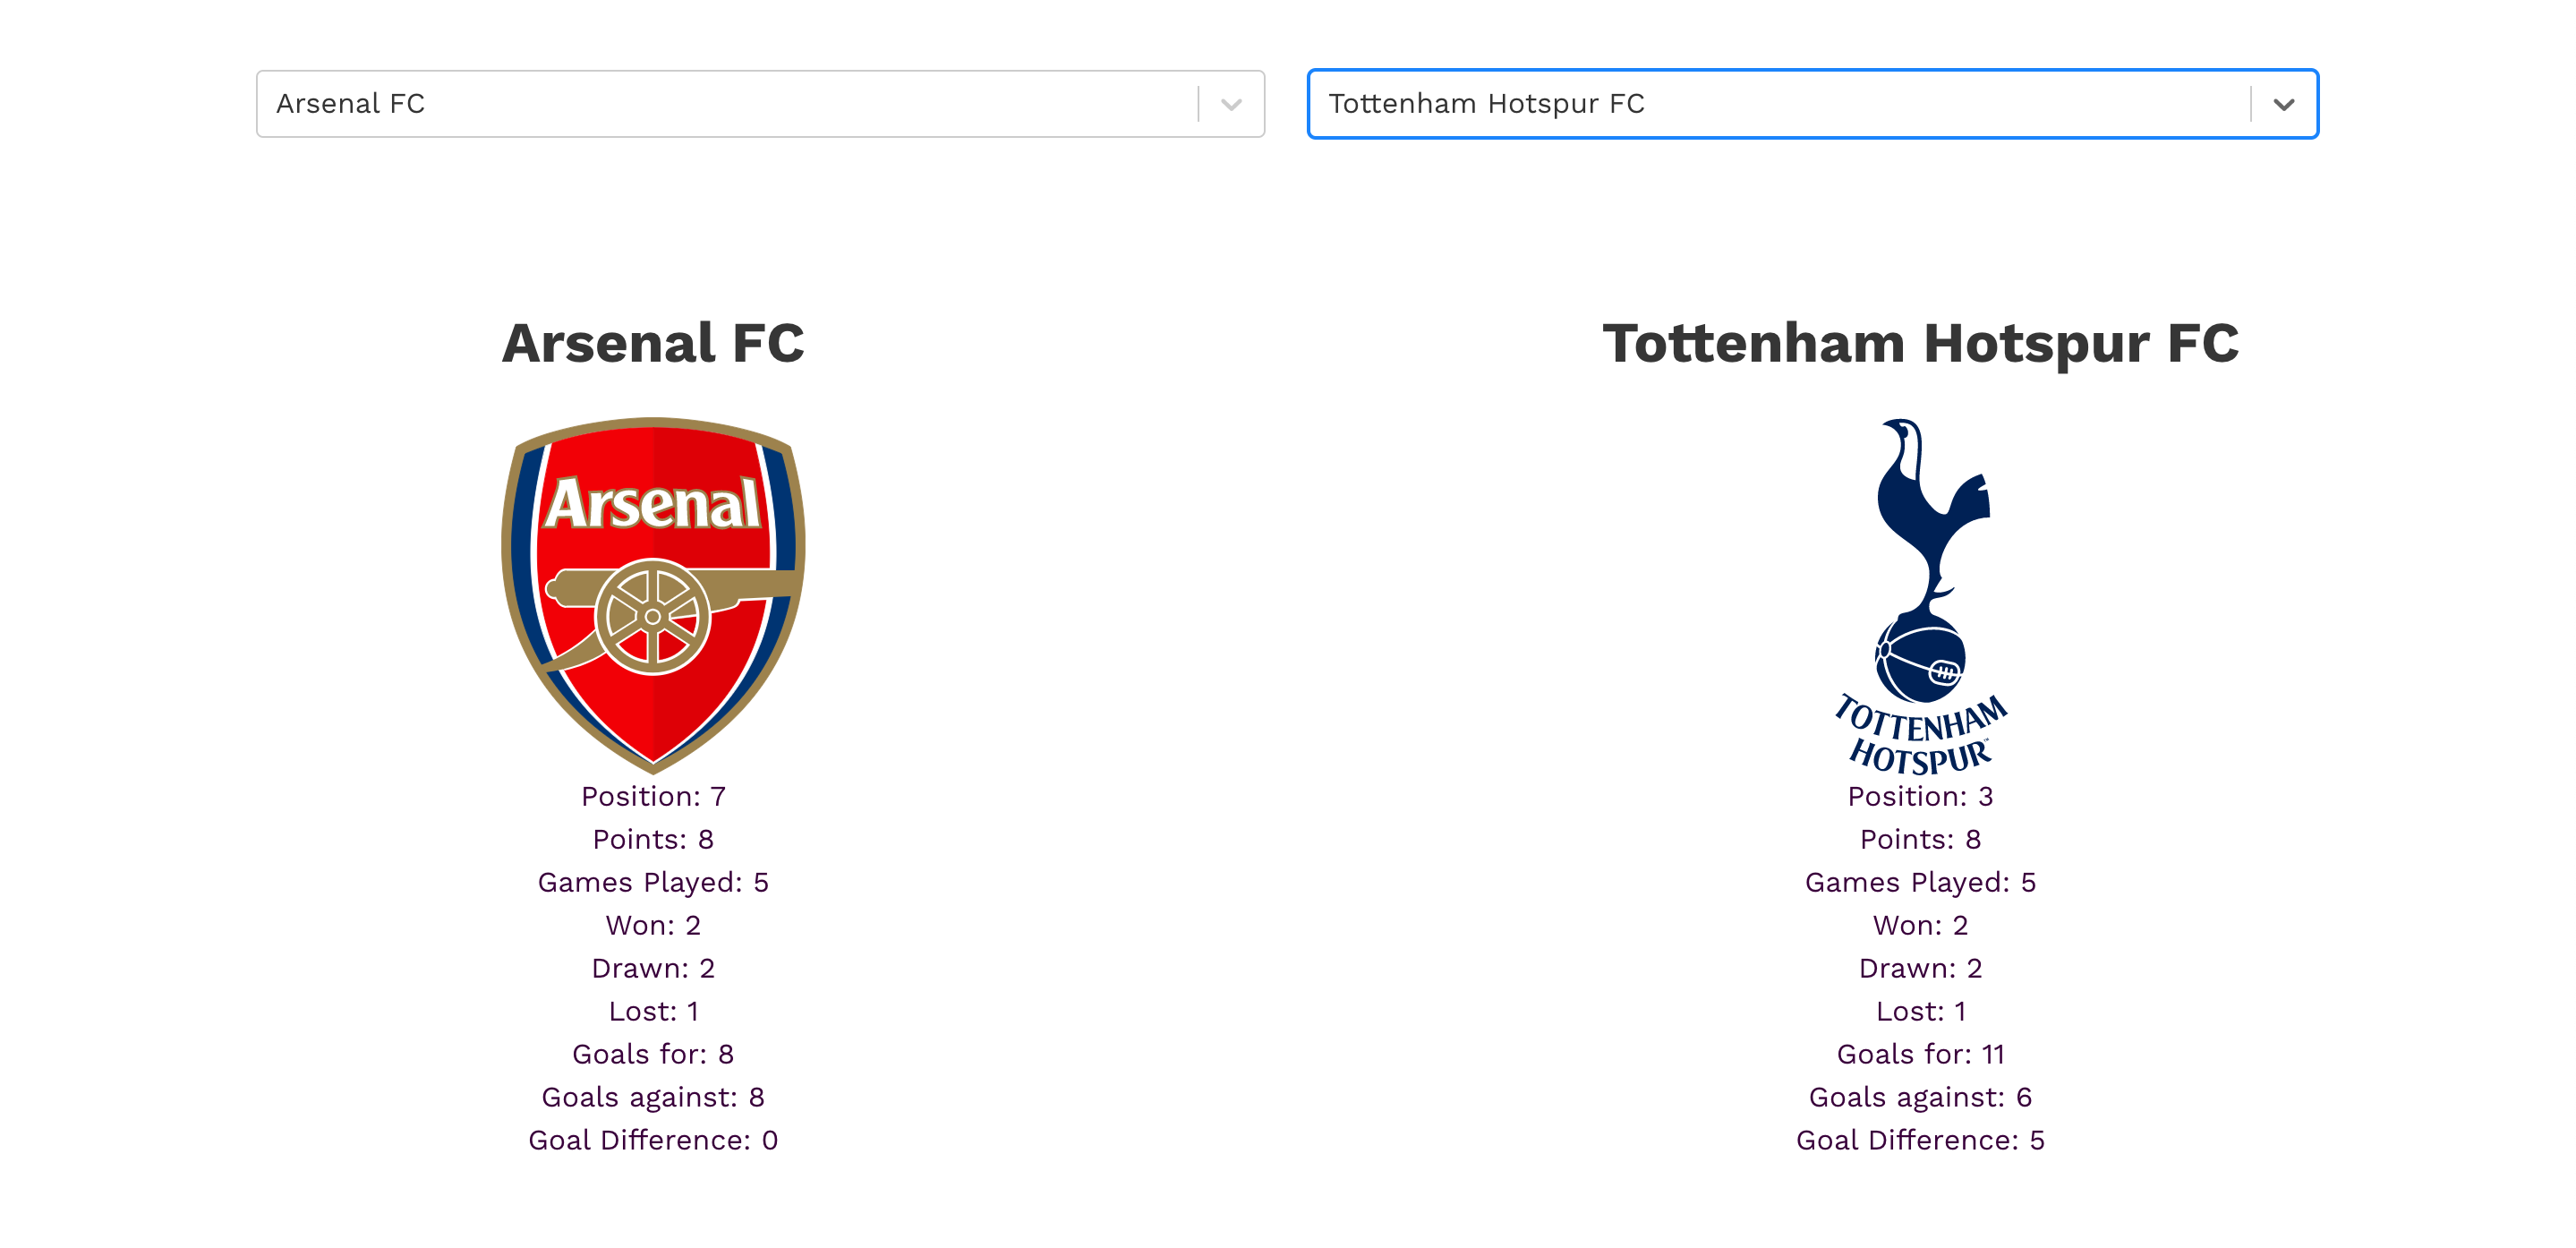 Arsenal FC
Tottenham Hotspur FC
Arsenal FC
Arsenal
Position: 7
Points: 8
Games Played: 5
Won: 2
Drawn: 2
Lost: 1
Goals for: 8
Goals against: 8
Goal Difference: 0
Tottenham Hotspur FC
TOTTENHAM
HOTSPUR™
Position: 3
Points: 8
Games Played: 5
Won: 2
Drawn: 2
Lost: 1
Goals for: 11
Goals against: 6
Goal Difference: 5